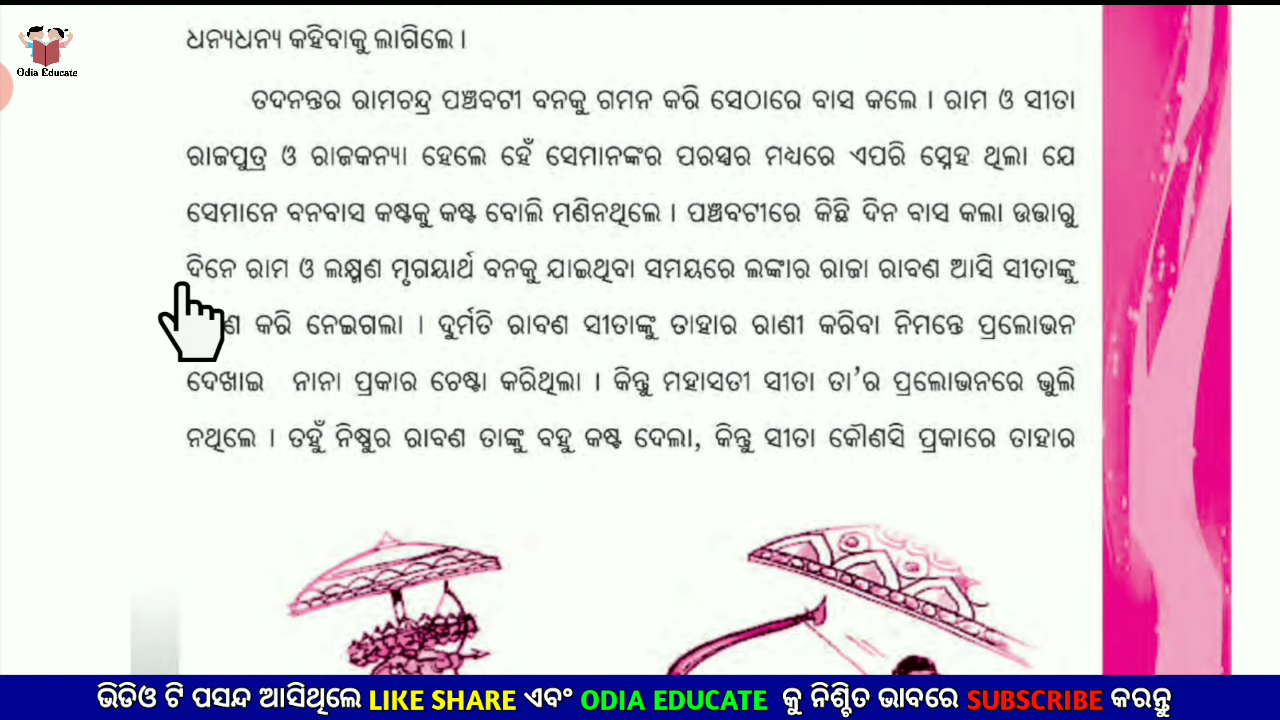 Odia Educate
ଧନ୍ୟଧନ୍ୟ କହିବାକୁ ଲାଗିଲେ ।
ତଦନନ୍ତର ରାମଚନ୍ଦ୍ର ପଞ୍ଚବଟୀ ବନକୁ ଗମନ କରି ସେଠାରେ ବାସ କଲେ । ରାମ ଓ ସୀତା
ରାଜପୁତ୍ର ଓ ରାଜକନ୍ୟା ହେଲେ ହେଁ ସେମାନଙ୍କର ପରସ୍ପର ମଧ୍ୟରେ ଏପରି ସ୍ନେହ ଥିଲା ଯେ
ସେମାନେ ବନବାସ କଷ୍ଟକୁ କଷ୍ଟ ବୋଲି ମଣିନଥିଲେ । ପଞ୍ଚବଟୀରେ କିଛି ଦିନ ବାସ କଲା ଉତ୍ତାରୁ
ଦିନେ ରାମ ଓ ଲକ୍ଷ୍ମଣ ମୃଗୟାର୍ଥ ବନକୁ ଯାଇଥିବା ସମୟରେ ଲଙ୍କାର ରାଜା ରାବଣ ଆସି ସୀତାଙ୍କୁ
କରି ନେଇଗଲା । ଦୁର୍ମତି ରାବଣ ସୀତାଙ୍କୁ ତାହାର ରାଣୀ କରିବା ନିମନ୍ତେ ପ୍ରଲୋଭନ
ଦେଖାଇ ନାନା ପ୍ରକାର ଚେଷ୍ଟା କରିଥିଲା । କିନ୍ତୁ ମହାସତୀ ସୀତା ତା’ର ପ୍ରଲୋଭନରେ ଭୁଲି
ନଥିଲେ । ତହୁଁ ନିଷ୍ଠୁର ରାବଣ ତାଙ୍କୁ ବହୁ କଷ୍ଟ ଦେଲା, କିନ୍ତୁ ସୀତା କୌଣସି ପ୍ରକାରେ ତାହାର
ଭିଡିଓ ଟି ପସନ୍ଦ ଆସିଥିଲେ LIKE SHARE ଏବଂ ODIA EDUCATE କୁ ନିଶ୍ଚିତ ଭାବରେ SUBSCRIBE କରନ୍ତୁ